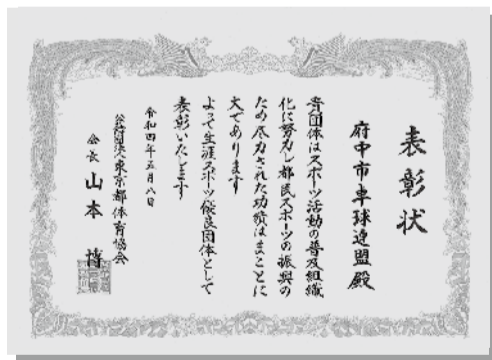 表彰状
府中市卓球連盟殿
貴団体はスポーツ活動の普及組織
化に努力し都民スポーツの振興の
ため尽力された功績はまことに
大であります
よって生涯スポーツ優良団体として
表彰いたします
令和四年五月八日
公益財団法人東京都体育協会
会長 山本 博